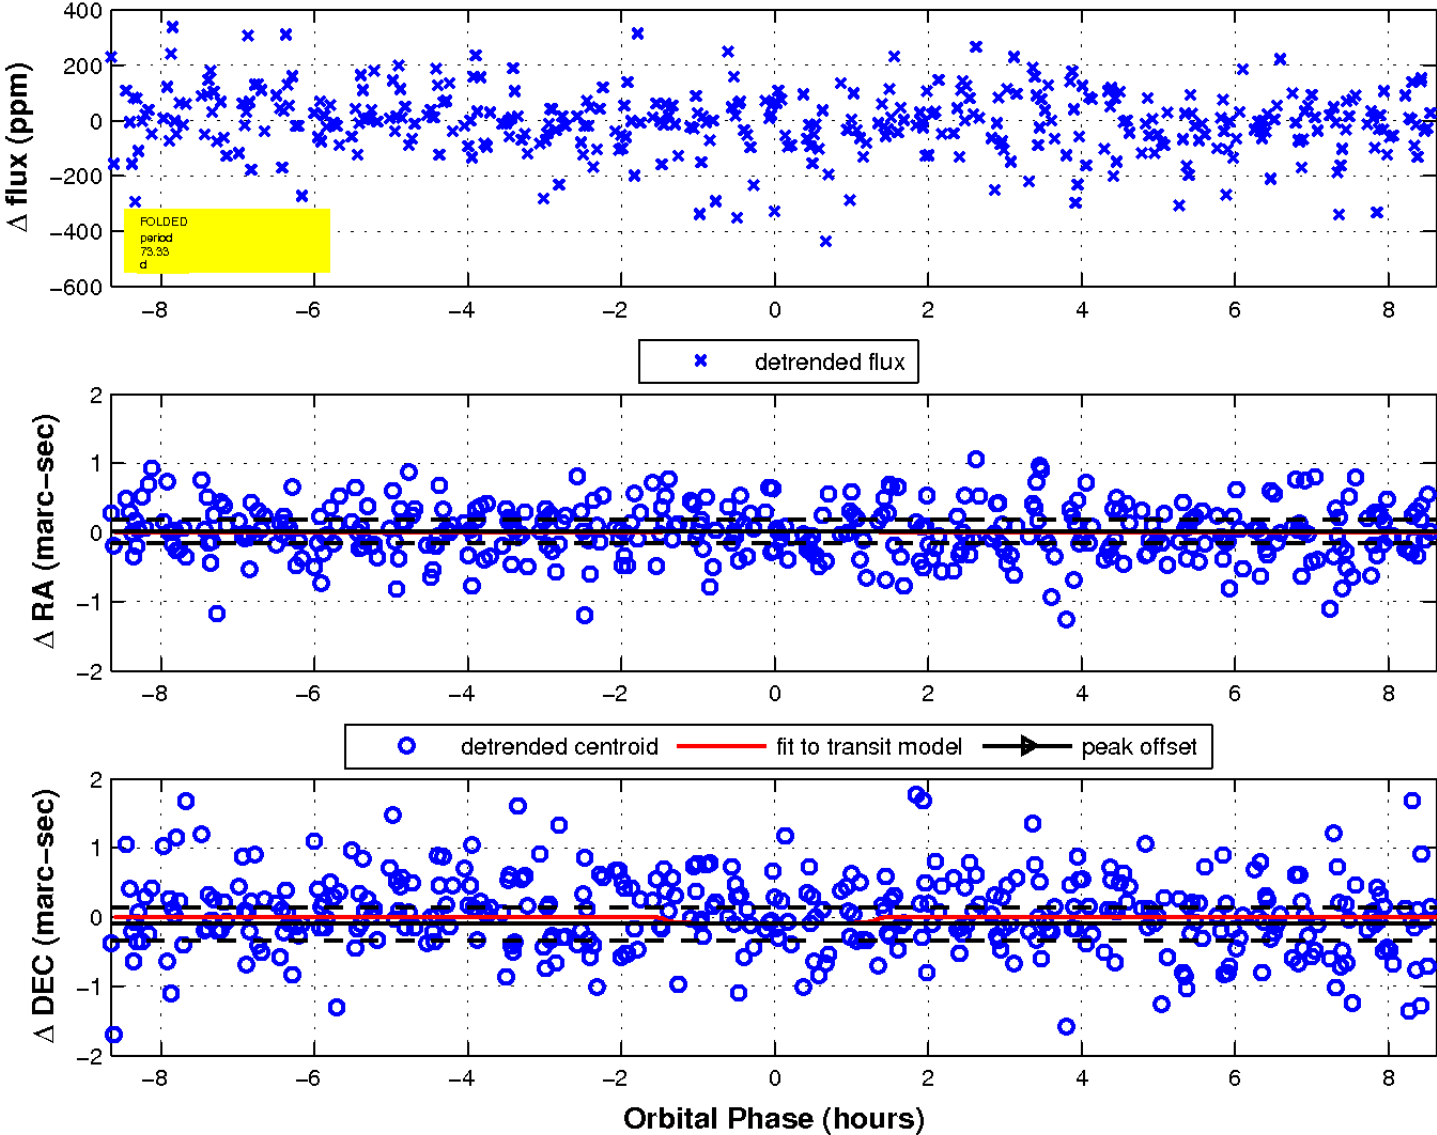 400
200
0
−200
−400
−600
Δ flux (ppm)
FOLDED
period
73.33
d
−8 −6 −4 −2 0 2 4 6 8
detrended flux
2
1
0
−1
−2
Δ RA (marc−sec)
−8 −6 −4 −2 0 2 4 6 8
detrended centroid fit to transit model peak offset
2
1
0
−1
−2
Δ DEC (marc−sec)
−8 −6 −4 −2 0 2 4 6 8
Orbital Phase (hours)